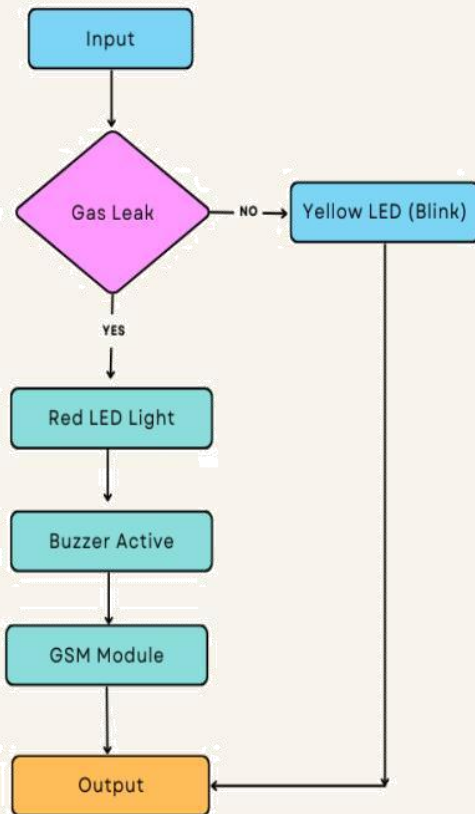 Input
Gas Leak
NO
Yellow LED (Blink)
YES
Red LED Light
Buzzer Active
GSM Module
Output